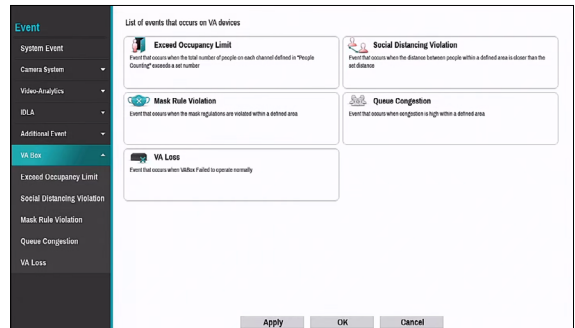 Event
System Event
Camera System
Video-Analytics
IDLA
Additional Event
VA Box
Exceed Occupancy Limit
Social Distancing Violation
Mask Rule Violation
Queue Congestion
VA Loss
List of events that occurs on VA devices
Exceed Occupancy Limit
Event that occurs when the total number of people on each channel defined in "People
Counting" exceeds a set number
Social Distancing Violation
Event that occurs when the distance between people within a defined area is closer than the
set distance
Mask Rule Violation
Event that occurs when the mask regulations are violated within a defined area
Queue Congestion
Event that occurs when congestion is high within a defined area
VA Loss
Event that occurs when VABox Failed to operate normally
Apply
OK
Cancel